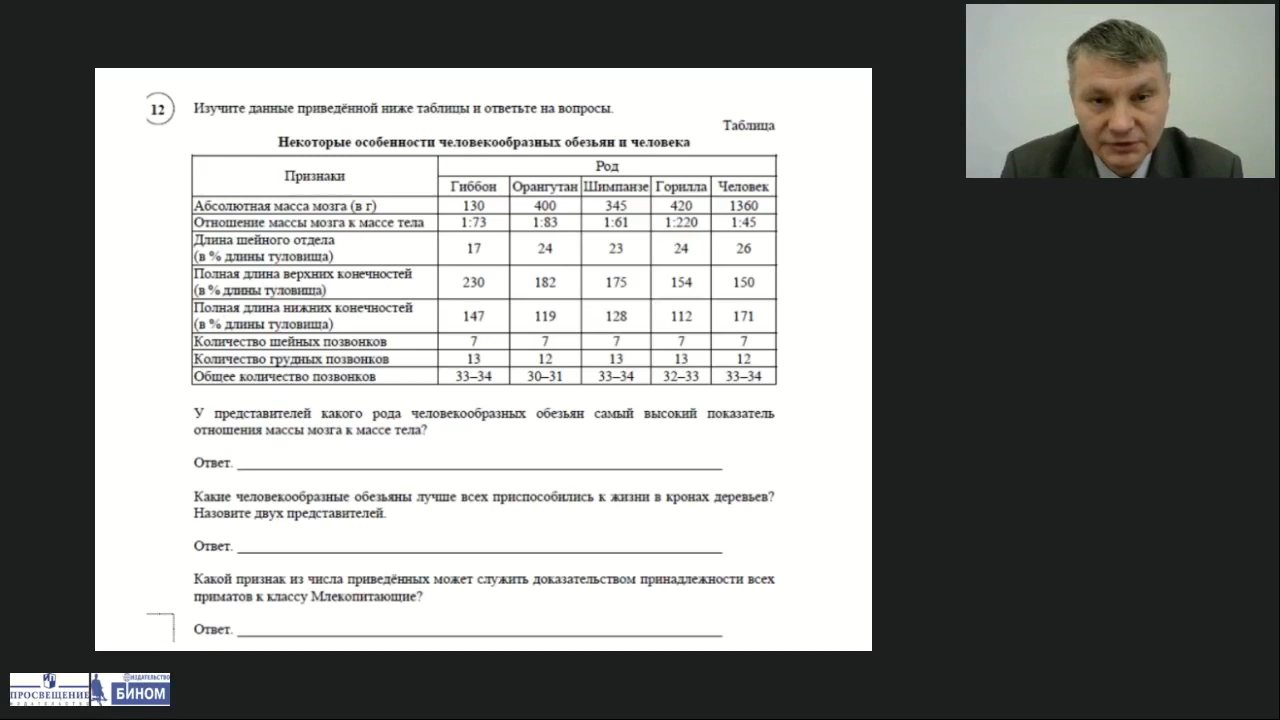 12 Изучите данные приведённой ниже таблицы и ответьте на вопросы.
Таблица
Некоторые особенности человекообразных обезьян и человека
Признаки Род
Гиббон Орангутан Шимпанзе Горилла Человек
Абсолютная масса мозга (в г) 130 400 345 420 1360
Отношение массы мозга к массе тела 1:73 1:83 1:61 1:220 1:45
Длина шейного отдела
(в % длины туловища) 17 24 23 24 26
Полная длина верхних конечностей
(в % длины туловища) 230 182 175 154 150
Полная длина нижних конечностей
(в % длины туловища) 147 119 128 112 171
Количество шейных позвонков 7 7 7 7 7
Количество грудных позвонков 13 12 13 13 12
Общее количество позвонков 33–34 30–31 33–34 32–33 33–34
У представителей какого рода человекообразных обезьян самый высокий показатель
отношения массы мозга к массе тела?
Ответ.
Какие человекообразные обезьяны лучше всех приспособились к жизни в кронах деревьев?
Назовите двух представителей.
Ответ.
Какой признак из числа приведённых может служить доказательством принадлежности всех
приматов к классу Млекопитающие?
Ответ.
ПРОСВЕЩЕНИЕ
ИЗДАТЕЛЬСТВО
ИЗДАТЕЛЬСТВО
БИНОМ